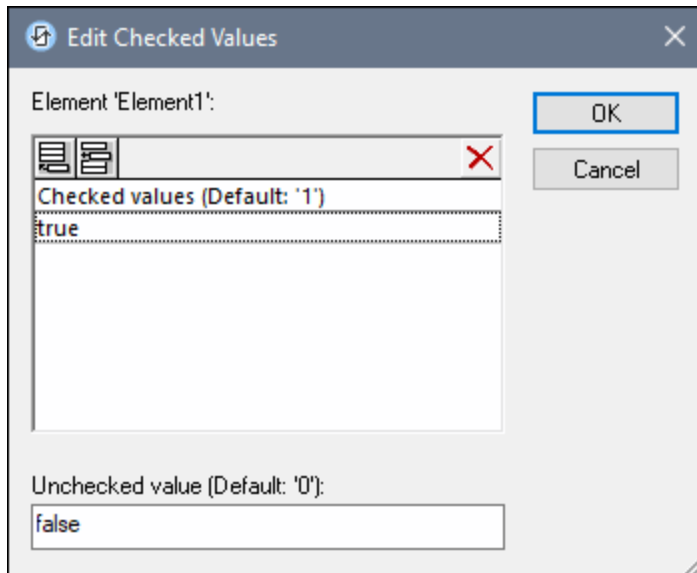 Edit Checked Values
Element 'Element1':
OK
Cancel
Checked values (Default: '1')
true
Unchecked value (Default: '0'):
false